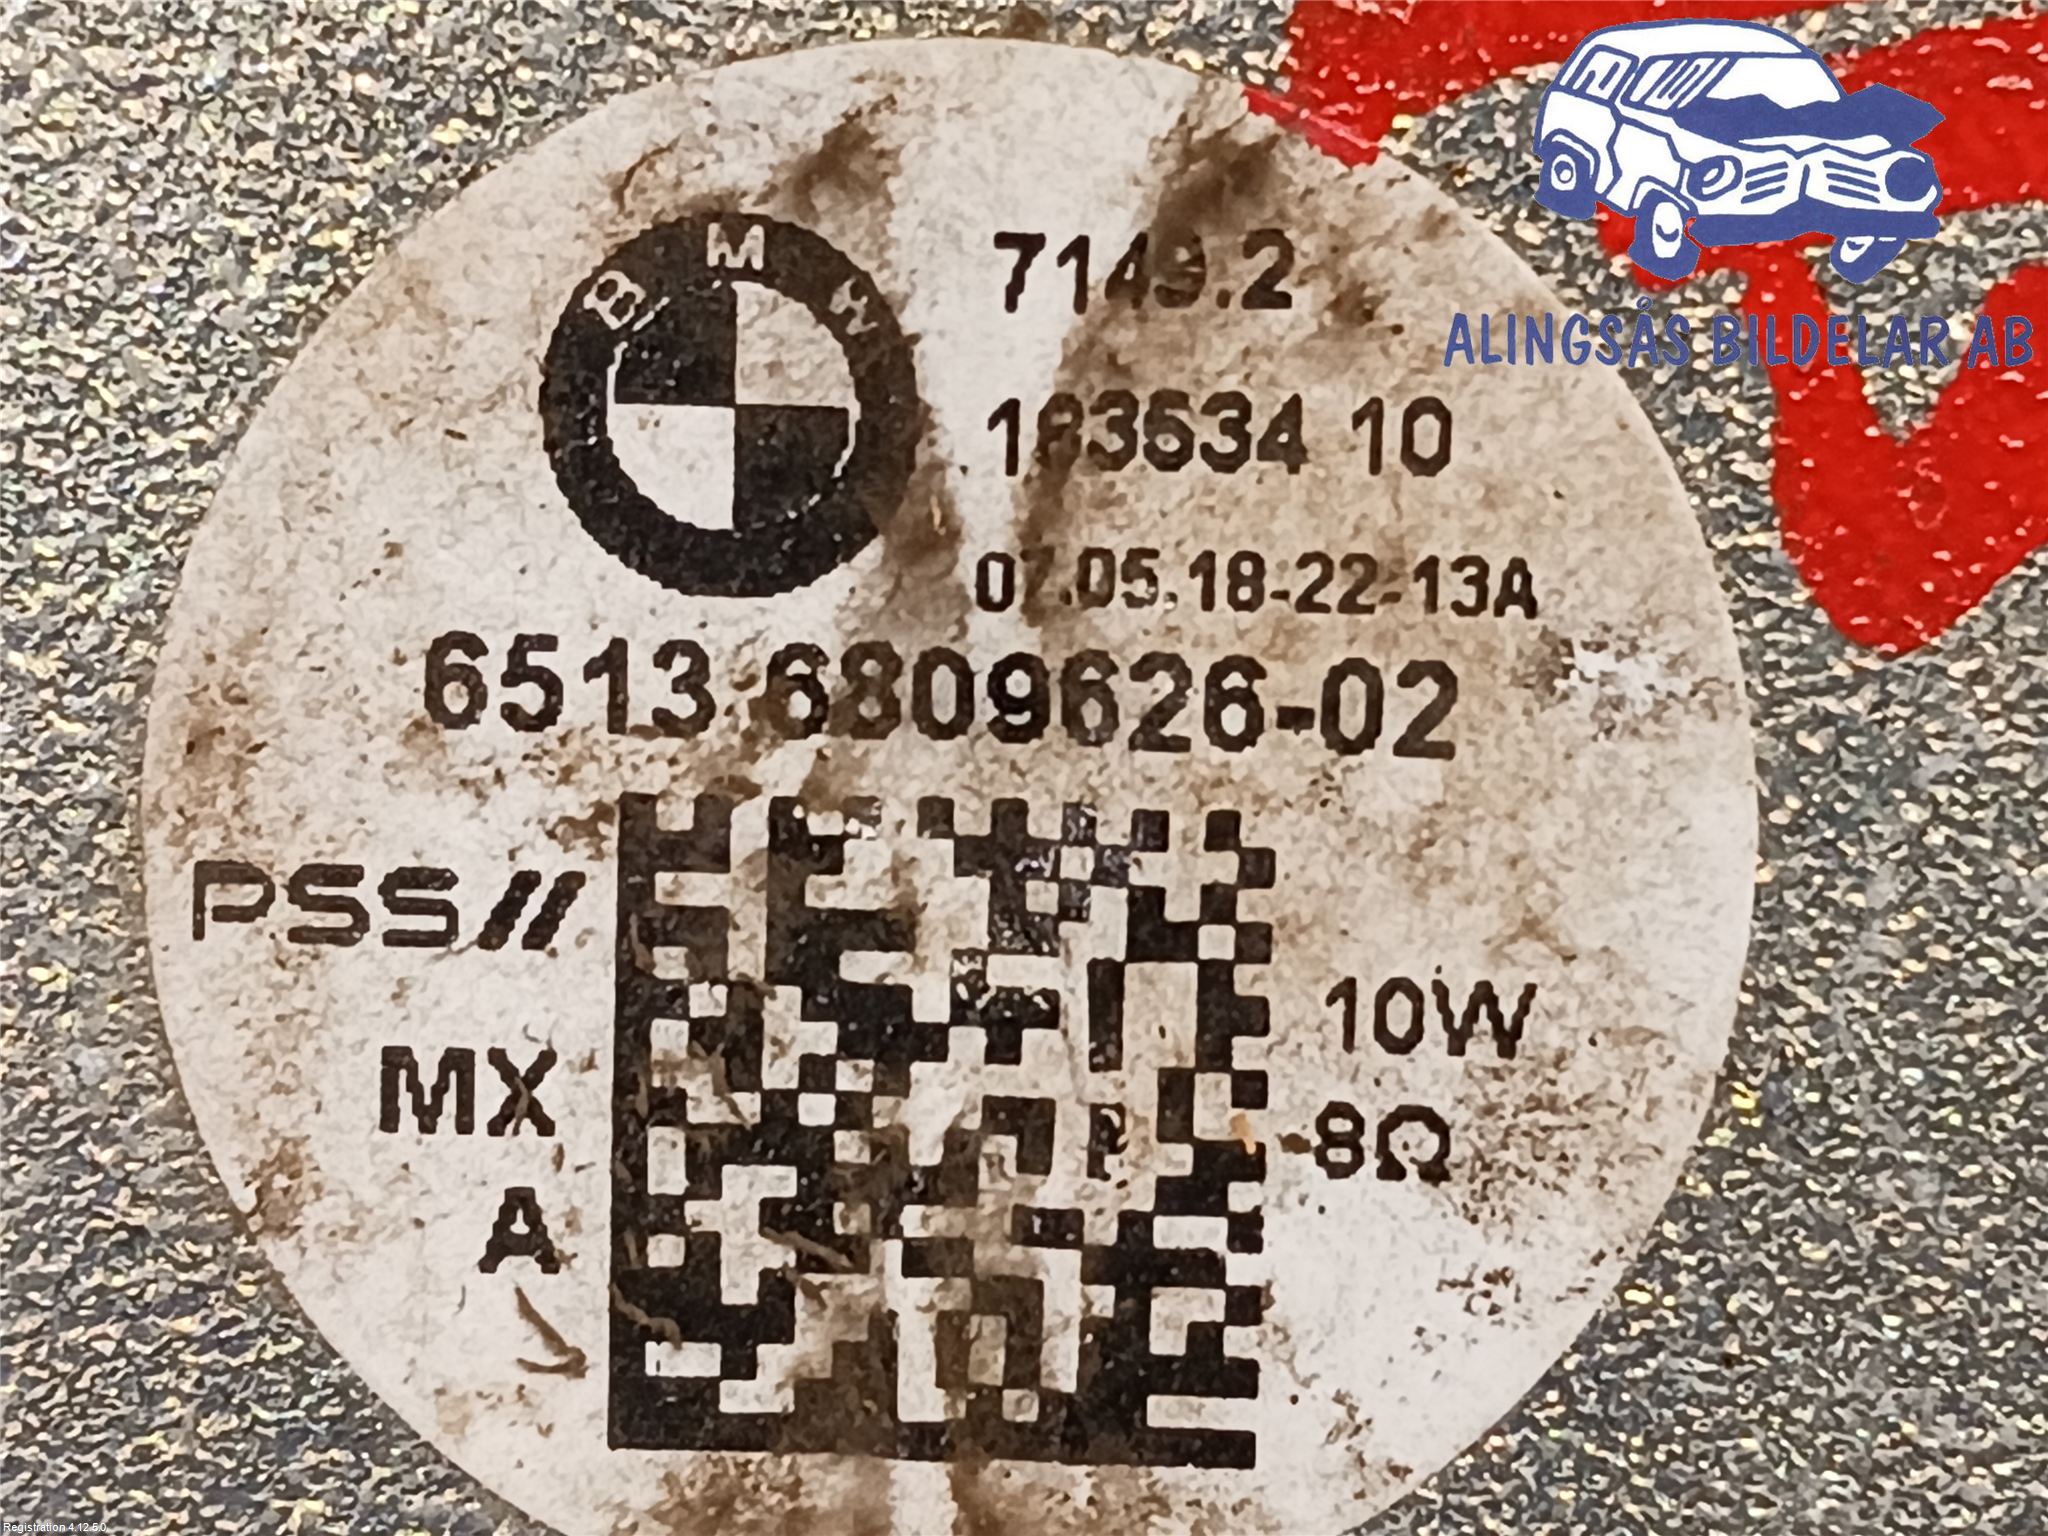 BMW
7149.2
183534 10
07.05.18-22-13A
6513 6809626-02
PSS//
MX
A
10W
8Ω
ALINGSÅS BILDELAR AB
Registration 4.12.5.0